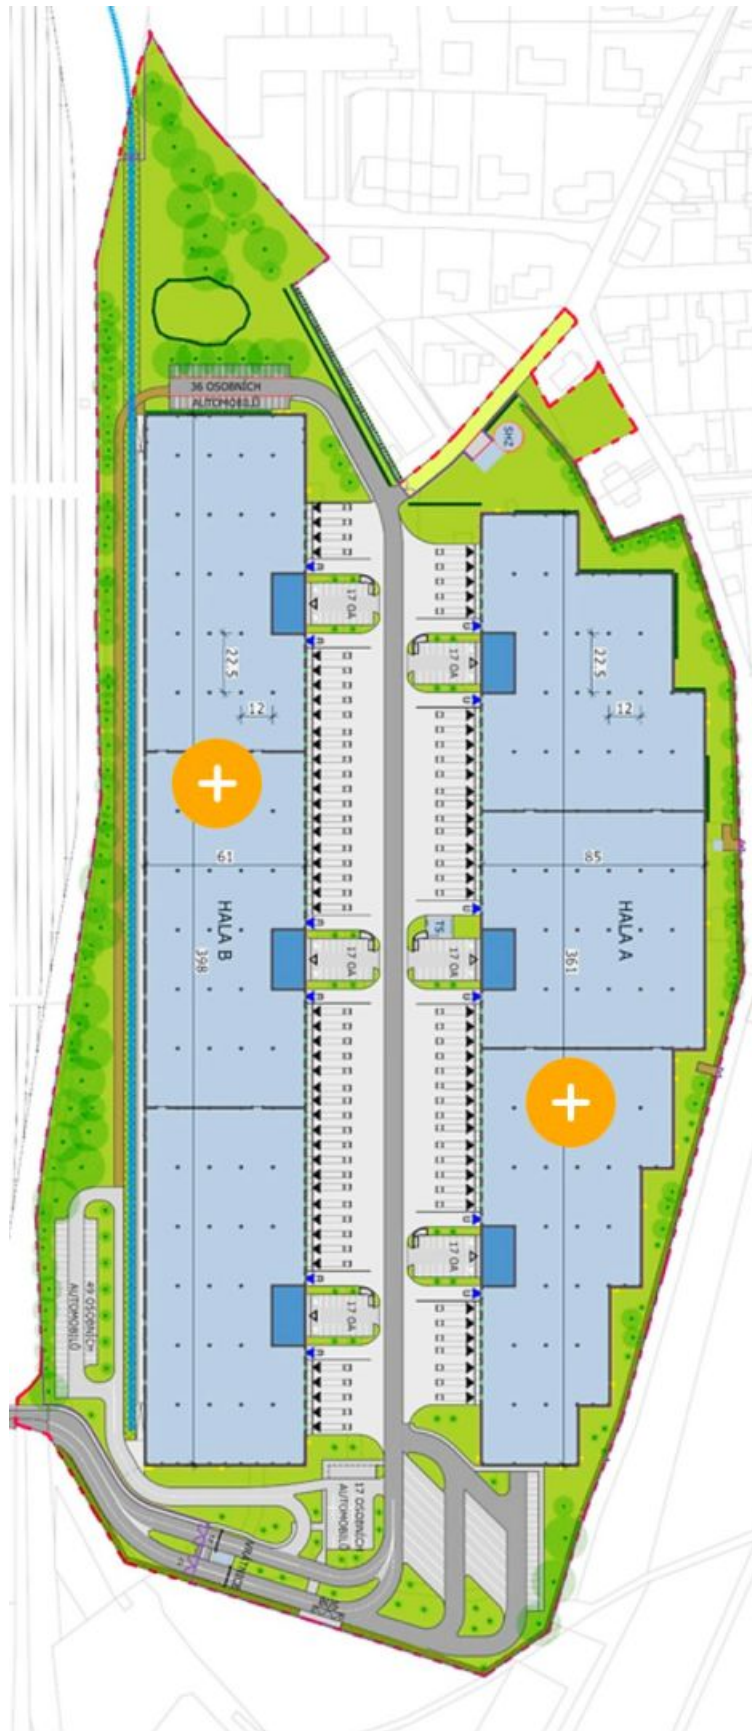 36 OSOBNÍCH
AUTOMOBILŮ
SHZ
17 OA
17 OA
22.5
12
22.5
12
61
85
HALA B
398
HALA A
361
TS
17 OA
17 OA
17 OA
17 OA
49 OSOBNÍCH
AUTOMOBILŮ
17 OSOBNÍCH
AUTOMOBILŮ
VRÁTNICE